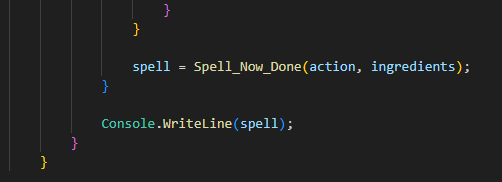 }
}
spell = Spell_Now_Done(action, ingredients);
}
Console.WriteLine(spell);
}
}